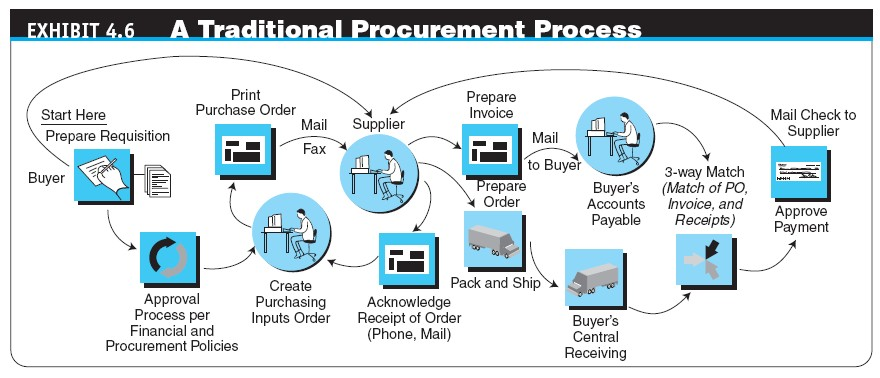 EXHIBIT 4.6 A Traditional Procurement Process
Start Here
Prepare Requisition
Buyer
Approval
Process per
Financial and
Procurement Policies
Print
Purchase Order
Mail
Fax
Create
Purchasing
Inputs Order
Supplier
Acknowledge
Receipt of Order
(Phone, Mail)
Prepare
Invoice
Mail
to Buyer
Prepare
Order
Pack and Ship
Buyer's
Accounts
Payable
Buyer's
Central
Receiving
3-way Match
(Match of PO,
Invoice, and
Receipts)
Mail Check to
Supplier
Approve
Payment